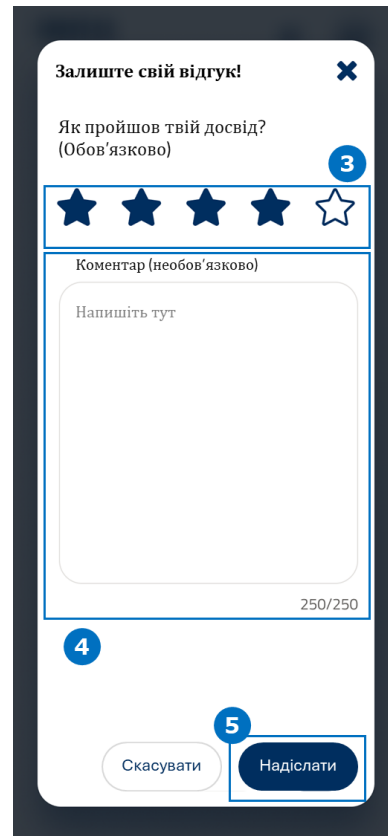 Залиште свій відгук!
Як пройшов твій досвід?
(Обов’язково)
3
Коментар (необов’язково)
Напишіть тут
250/250
4
5
Скасувати
Надіслати